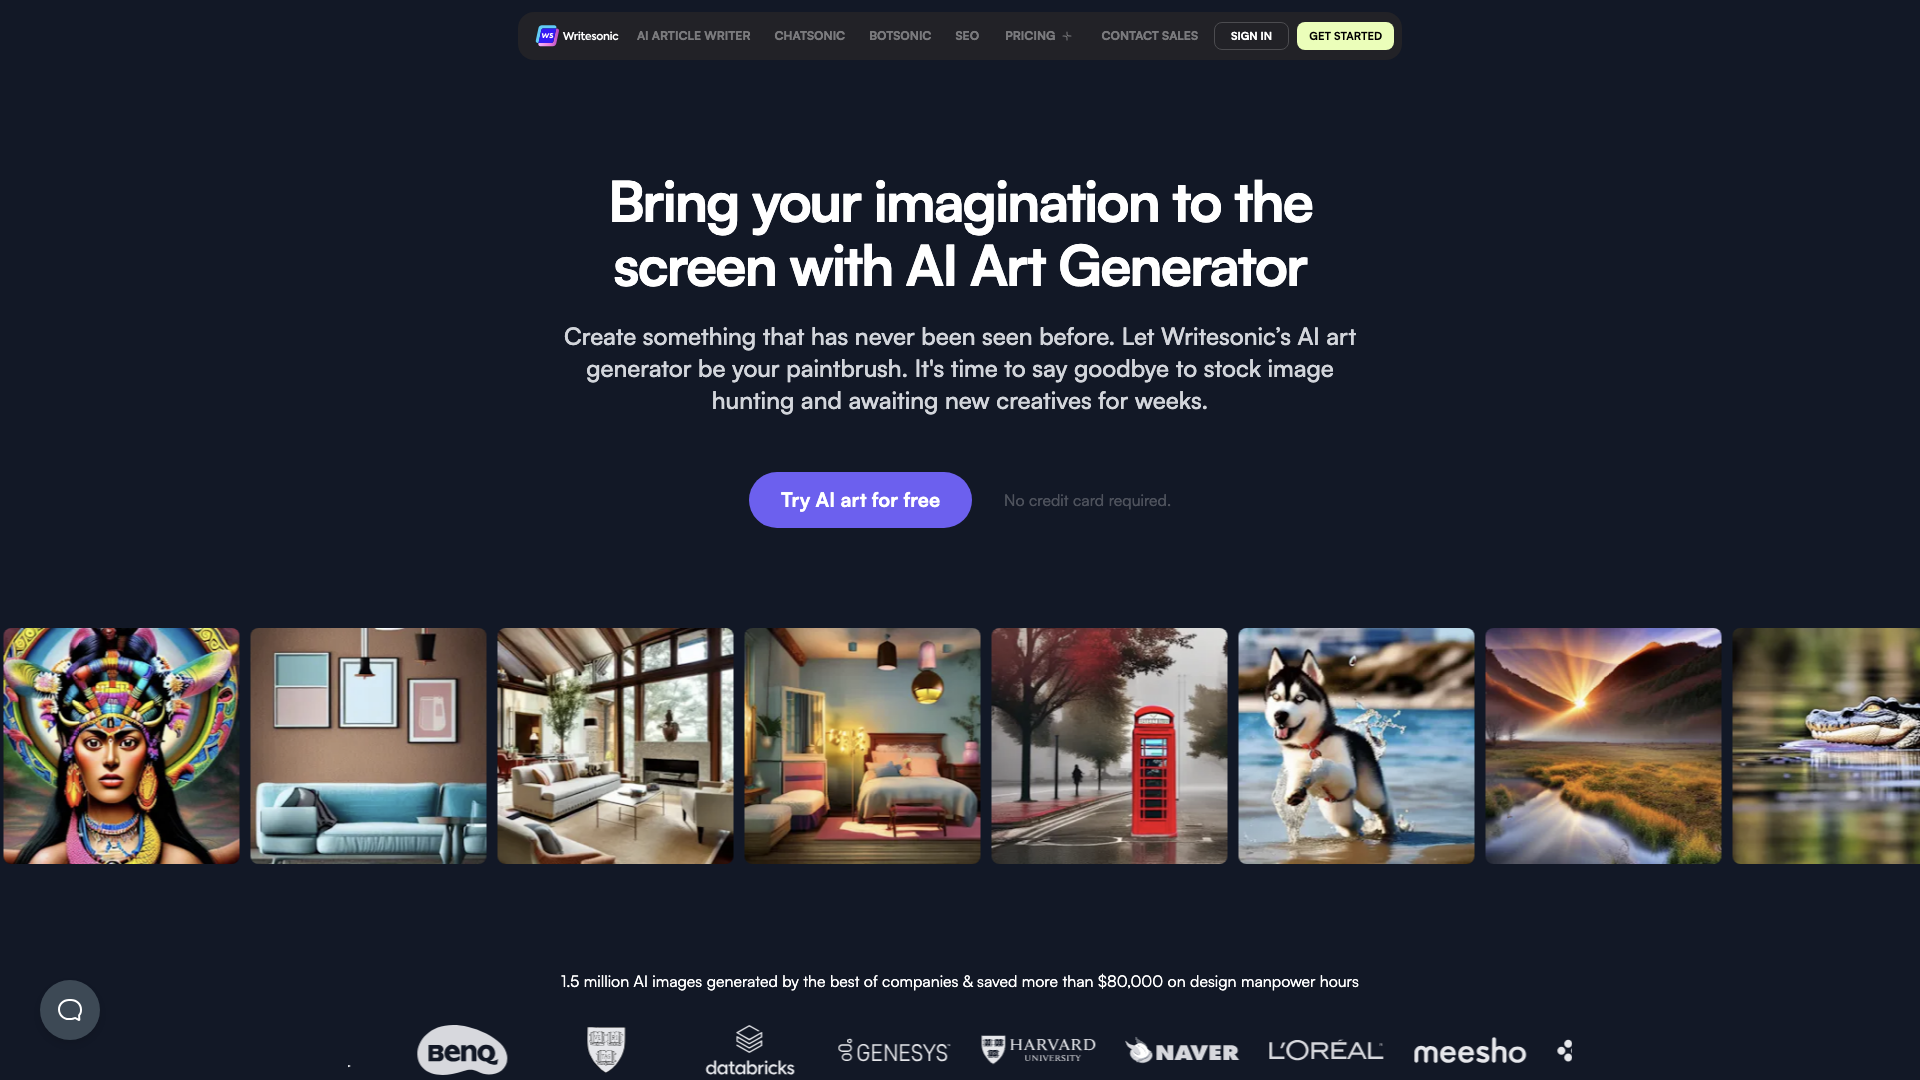 WS Writesonic AI ARTICLE WRITER CHATSONIC BOTSONIC SEO PRICING + CONTACT SALES SIGN IN GET STARTED
Bring your imagination to the
screen with AI Art Generator
Create something that has never been seen before. Let Writesonic’s AI art
generator be your paintbrush. It's time to say goodbye to stock image
hunting and awaiting new creatives for weeks.
Try AI art for free No credit card required.
1.5 million AI images generated by the best of companies & saved more than $80,000 on design manpower hours
BenQ databricks GENESYS HARVARD UNIVERSITY NAVER L'ORÉAL meesho